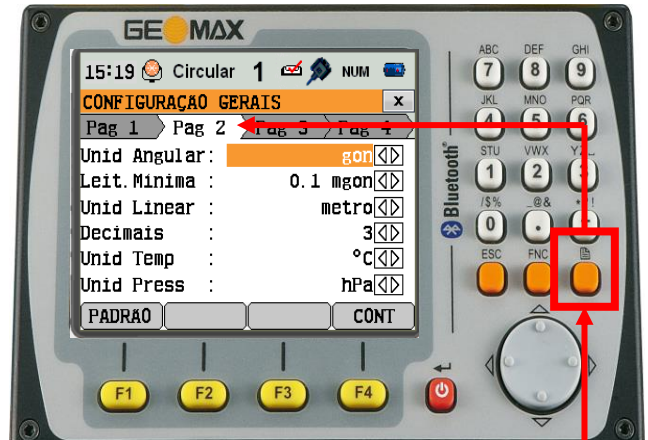 GEOMAX
15:19 Circular 1 NUM
CONFIGURAÇAO GERAIS x
Pag 1 Pag 2 Pag 3 Pag 4
Unid Angular: gon
Leit.Minima : 0.1 mgon
Unid Linear : metro
Decimais : 3
Unid Temp : °C
Unid Press : hPa
PADRAO CONT
F1 F2 F3 F4
Bluetooth
ABC DEF GHI
7 8 9
JKL MNO PQR
4 5 6
STU VWX YZ
1 2 3
/$% _@&
0 .
ESC FNC